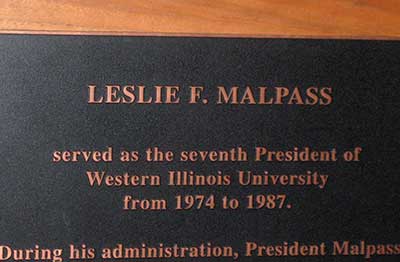 LESLIE F. MALPASS
served as the seventh President of
Western Illinois University
from 1974 to 1987.
During his administration, President Malpass